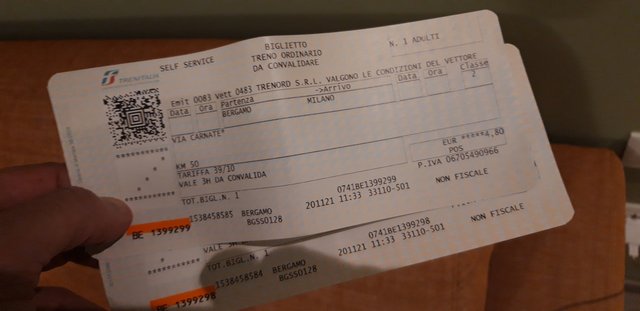 SELF SERVICE
BIGLIETTO
TRENO ORDINARIO
DA CONVALIDARE
N. 1 ADULTI
TRENITALIA
Emit 0083 vett 0483 TRENORD S.R.L. VALGONO LE CONDIZIONI DEL VETTORE
Data Ora Partenza ->Arrivo Data Ora Classe
BERGAMO MILANO 2
VIA CARNATE*
KM 50
TARIFFA 39/10
VALE 3H DA CONVALIDA
EUR *****4,80
POS
P.IVA 06705490966
TOT.BIGL.N. 1
0741BE1399299
NON FISCALE
1538458585 BERGAMO 201121 11:33 33110-501
BGSS0128
BE 1399299
VALE 3H
TOT.BIGL.N. 1
0741BE1399298
NON FISCALE
1538458584 BERGAMO 201121 11:33 33110-501
BGSS0128
BE 1399298